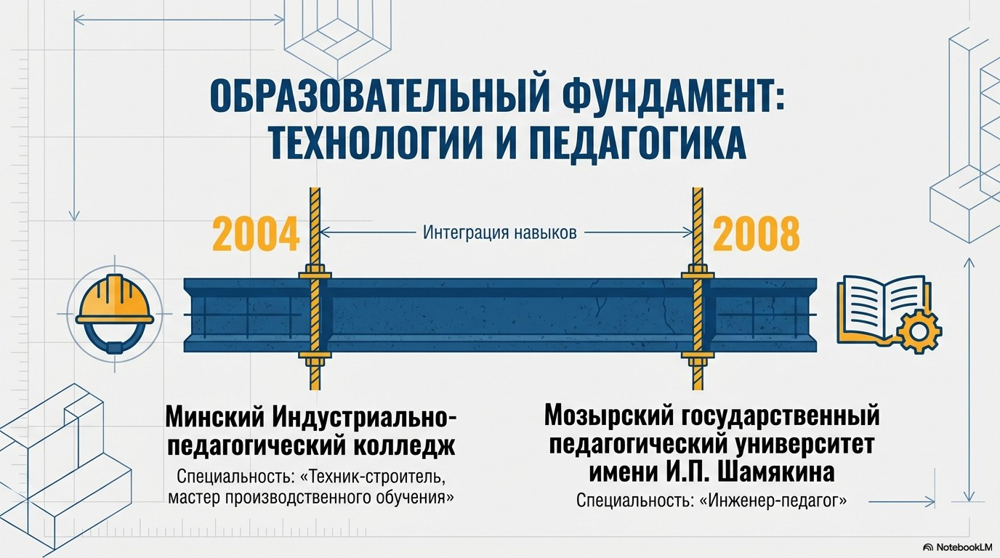 ОБРАЗОВАТЕЛЬНЫЙ ФУНДАМЕНТ:
ТЕХНОЛОГИИ И ПЕДАГОГИКА
2004
Интеграция навыков
2008
Минский Индустриально-
педагогический колледж
Специальность: «Техник-строитель,
мастер производственного обучения»
Мозырский государственный
педагогический университет
имени И.П. Шамякина
Специальность: «Инженер-педагог»
NotebookLM